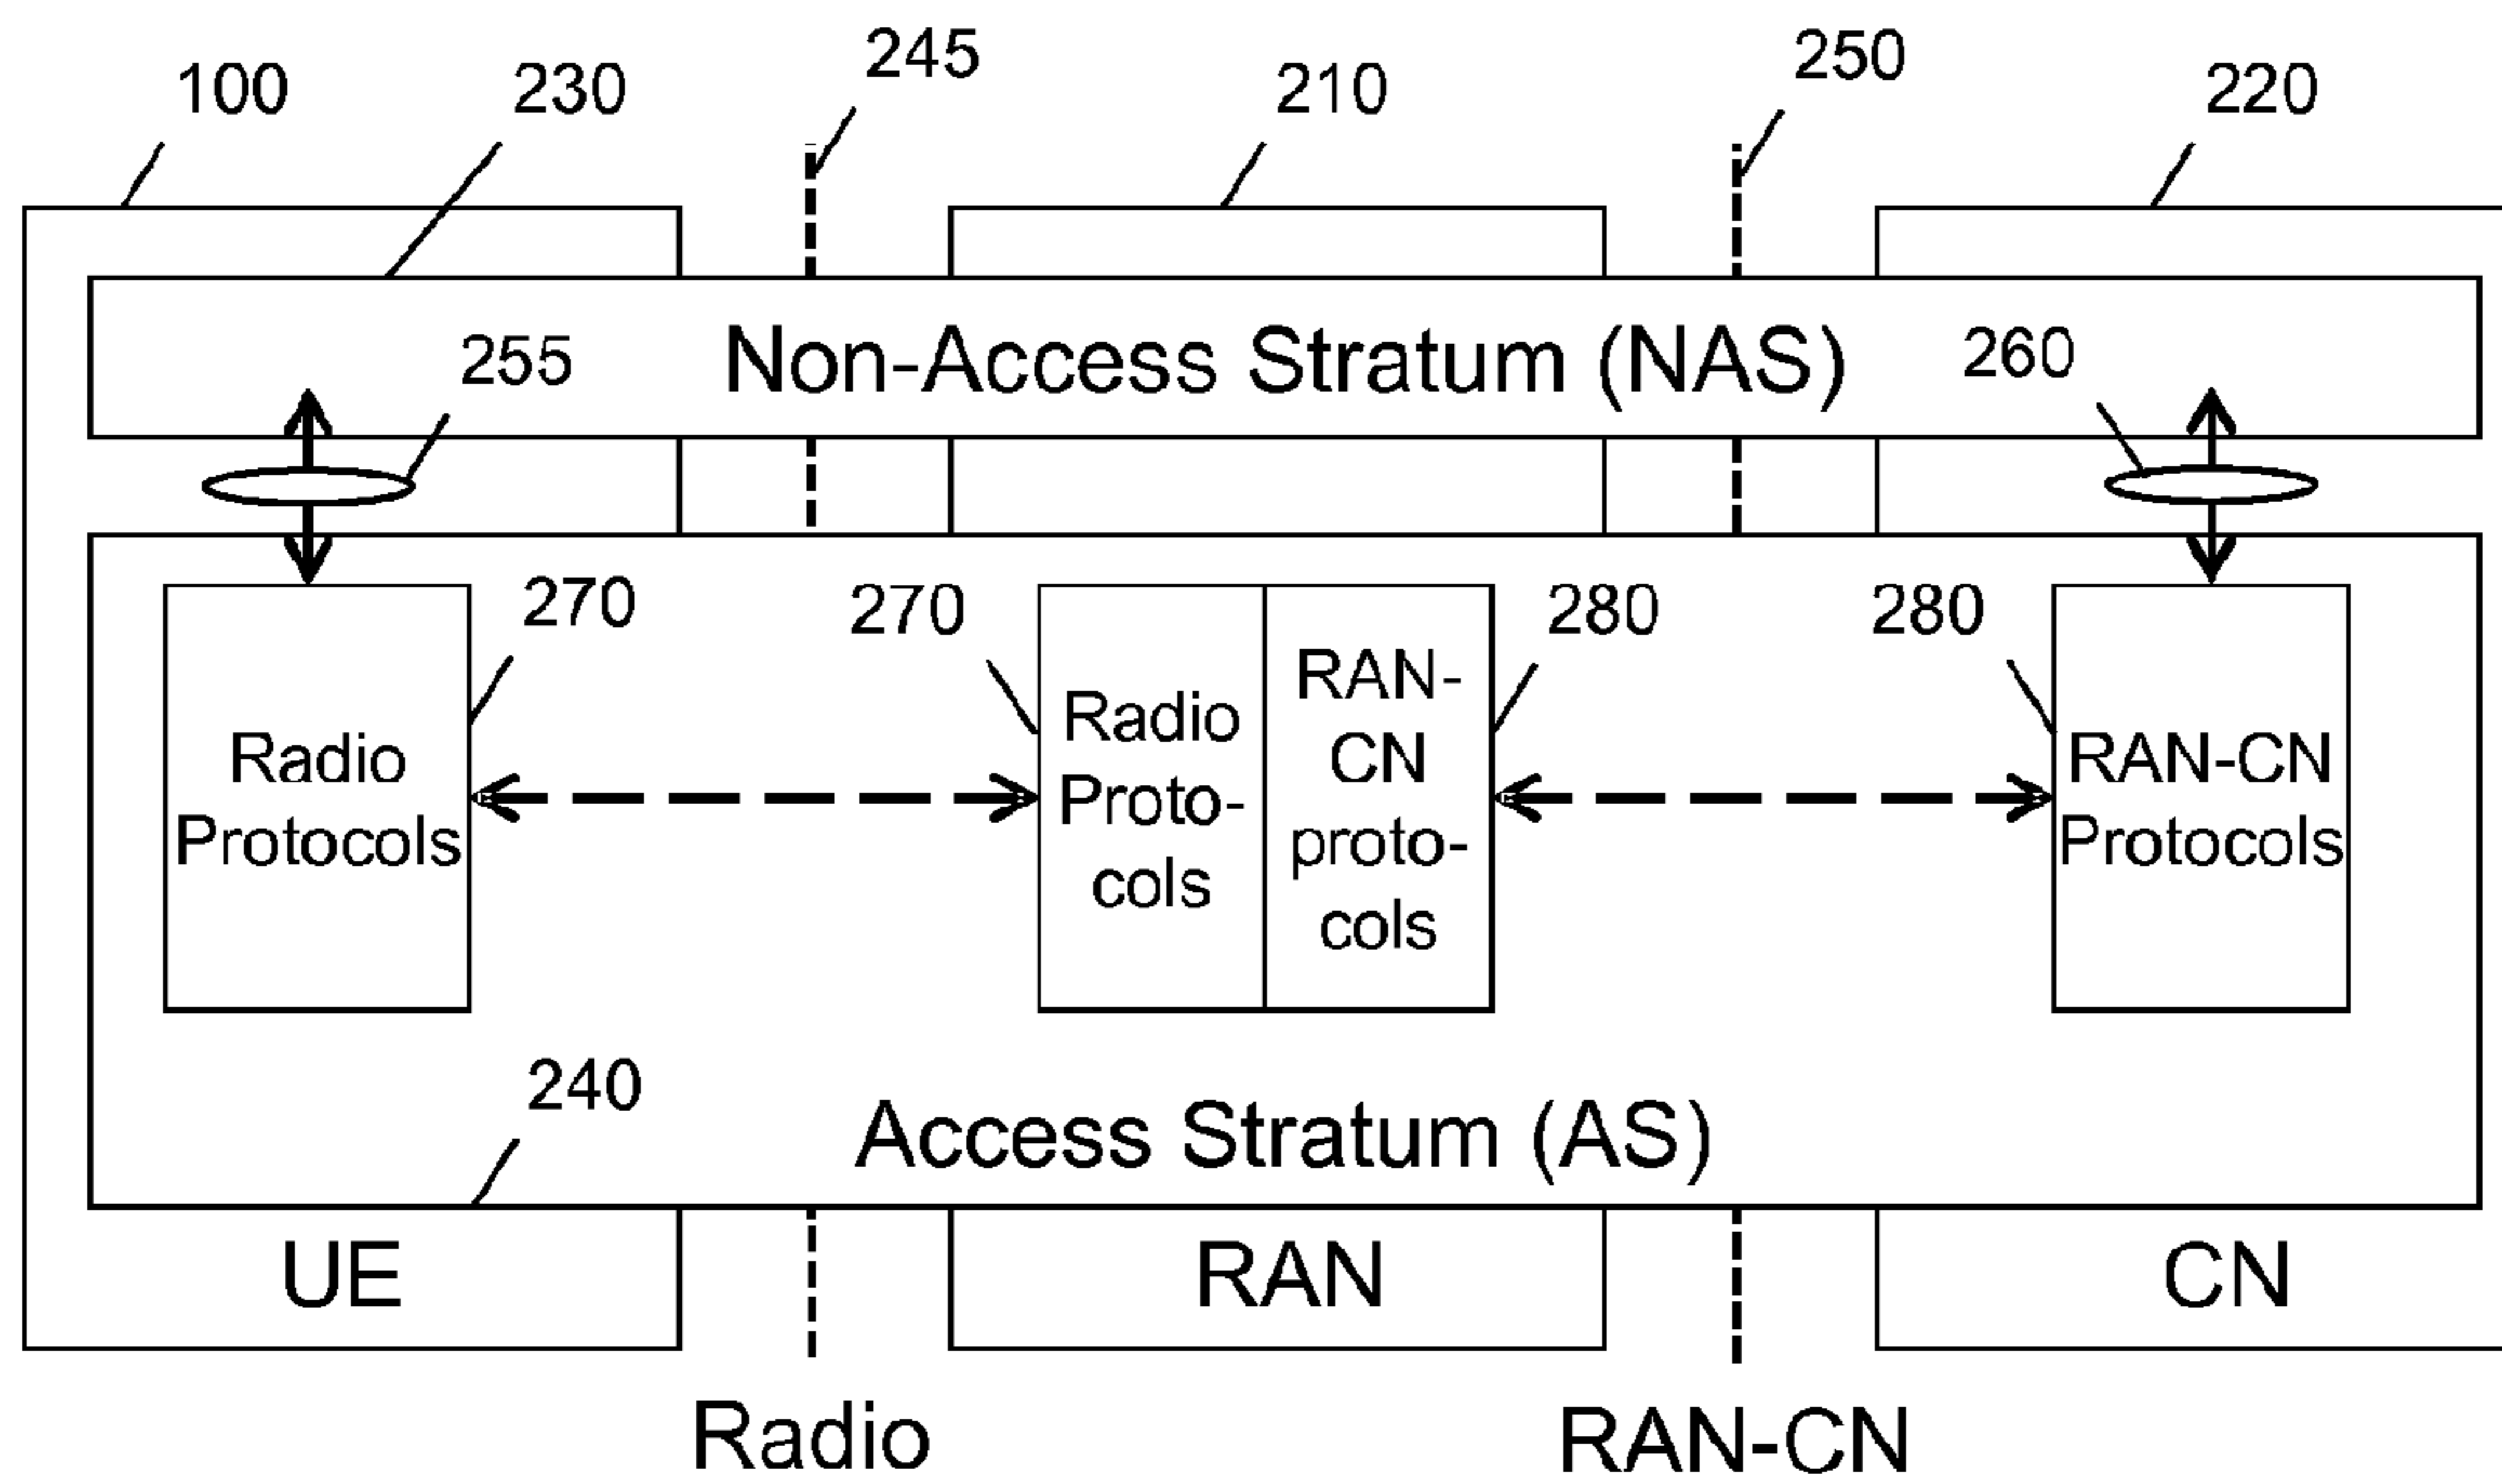 100
230
245
210
250
220
255
Non-Access Stratum (NAS)
260
270
270
280
280
Radio
Protocols
Radio
Proto-
cols
RAN-
CN
proto-
cols
RAN-CN
Protocols
240
Access Stratum (AS)
UE
RAN
CN
Radio
RAN-CN